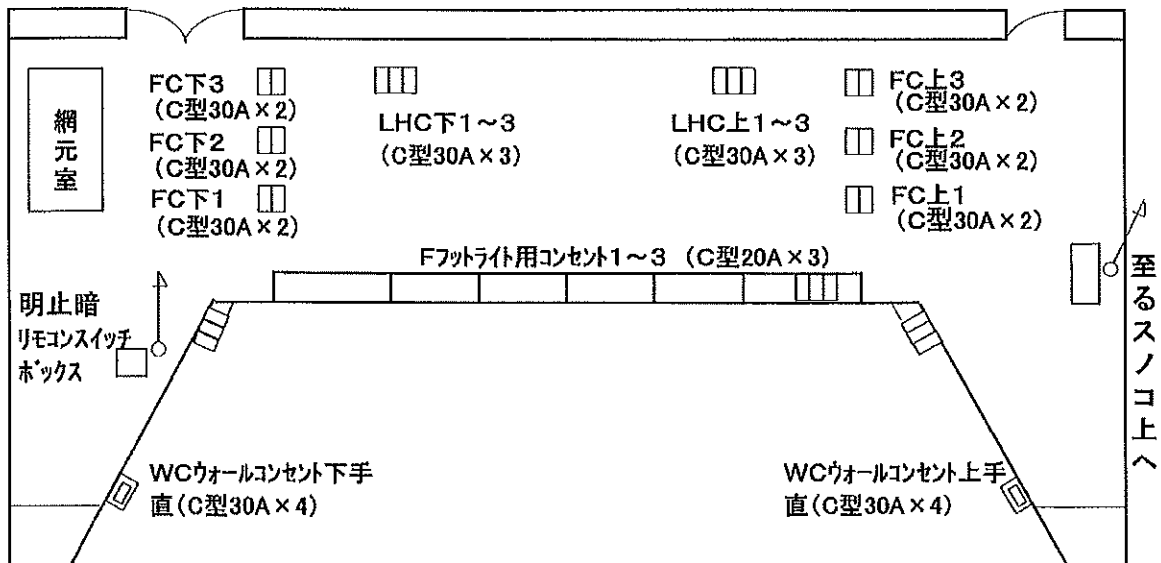 網元室
FC下3
(C型30A×2)
FC下2
(C型30A×2)
FC下1
(C型30A×2)
LHC下1～3
(C型30A×3)
LHC上1～3
(C型30A×3)
FC上3
(C型30A×2)
FC上2
(C型30A×2)
FC上1
(C型30A×2)
Fフットライト用コンセント1～3 (C型20A×3)
明止暗
リモコンスイッチ
ボックス
至るスノコ上へ
WCウォールコンセント下手
直(C型30A×4)
WCウォールコンセント上手
直(C型30A×4)